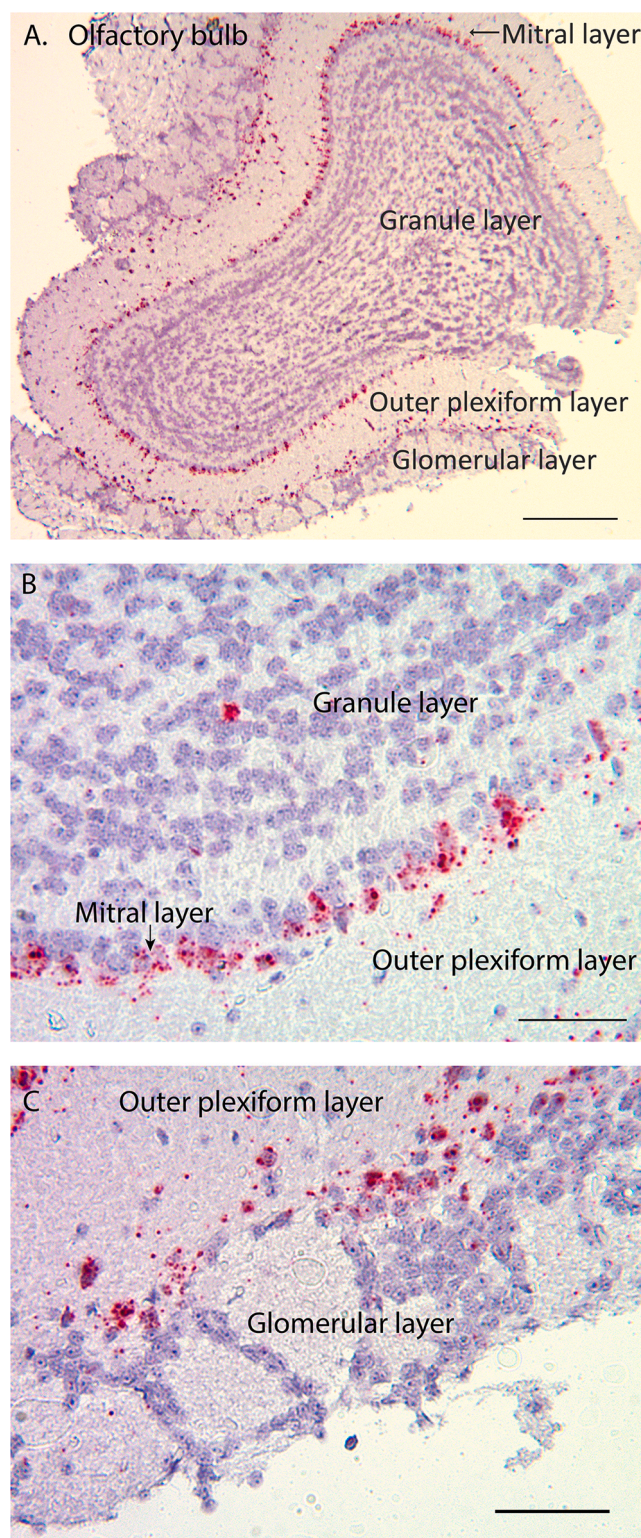 A. Olfactory bulb
Mitral layer
Granule layer
Outer plexiform layer
Glomerular layer
B
Granule layer
Mitral layer
Outer plexiform layer
C
Outer plexiform layer
Glomerular layer